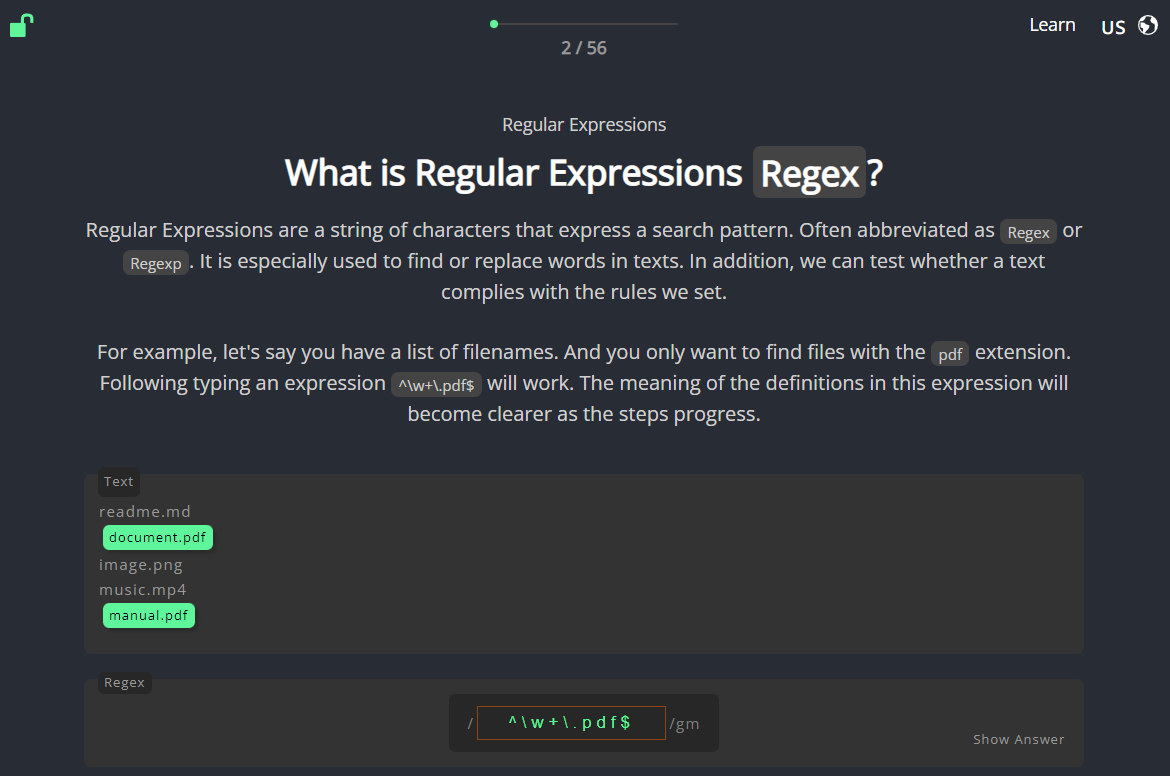 Learn US
2 / 56
Regular Expressions
What is Regular Expressions Regex?
Regular Expressions are a string of characters that express a search pattern. Often abbreviated as Regex or
Regexp. It is especially used to find or replace words in texts. In addition, we can test whether a text
complies with the rules we set.
For example, let's say you have a list of filenames. And you only want to find files with the pdf extension.
Following typing an expression ^\w+\.pdf$ will work. The meaning of the definitions in this expression will
become clearer as the steps progress.
Text
readme.md
document.pdf
image.png
music.mp4
manual.pdf
Regex
/^\w+\.pdf$/gm
Show Answer